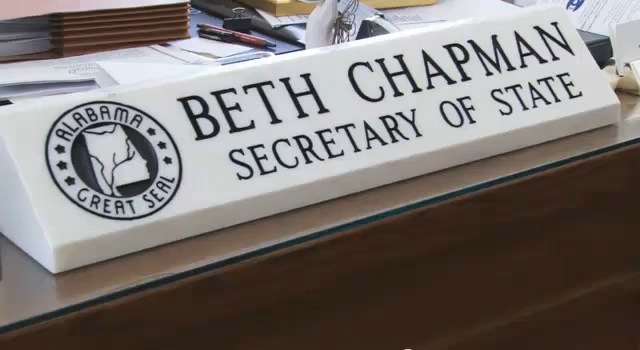 BETH CHAPMAN
SECRETARY OF STATE
ALABAMA
GREAT SEAL